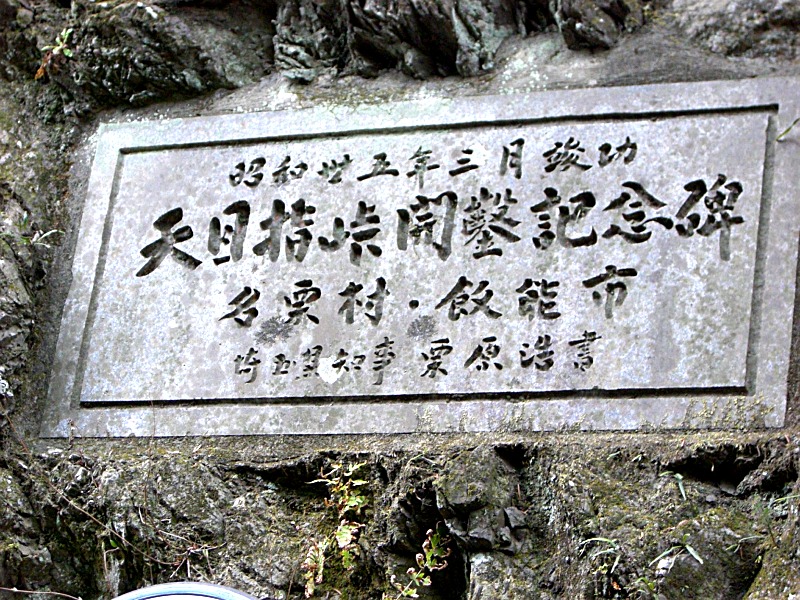 昭和卅五年三月竣功
天目指峠開鑿記念碑
名栗村・飯能市
埼玉県知事 栗原浩書